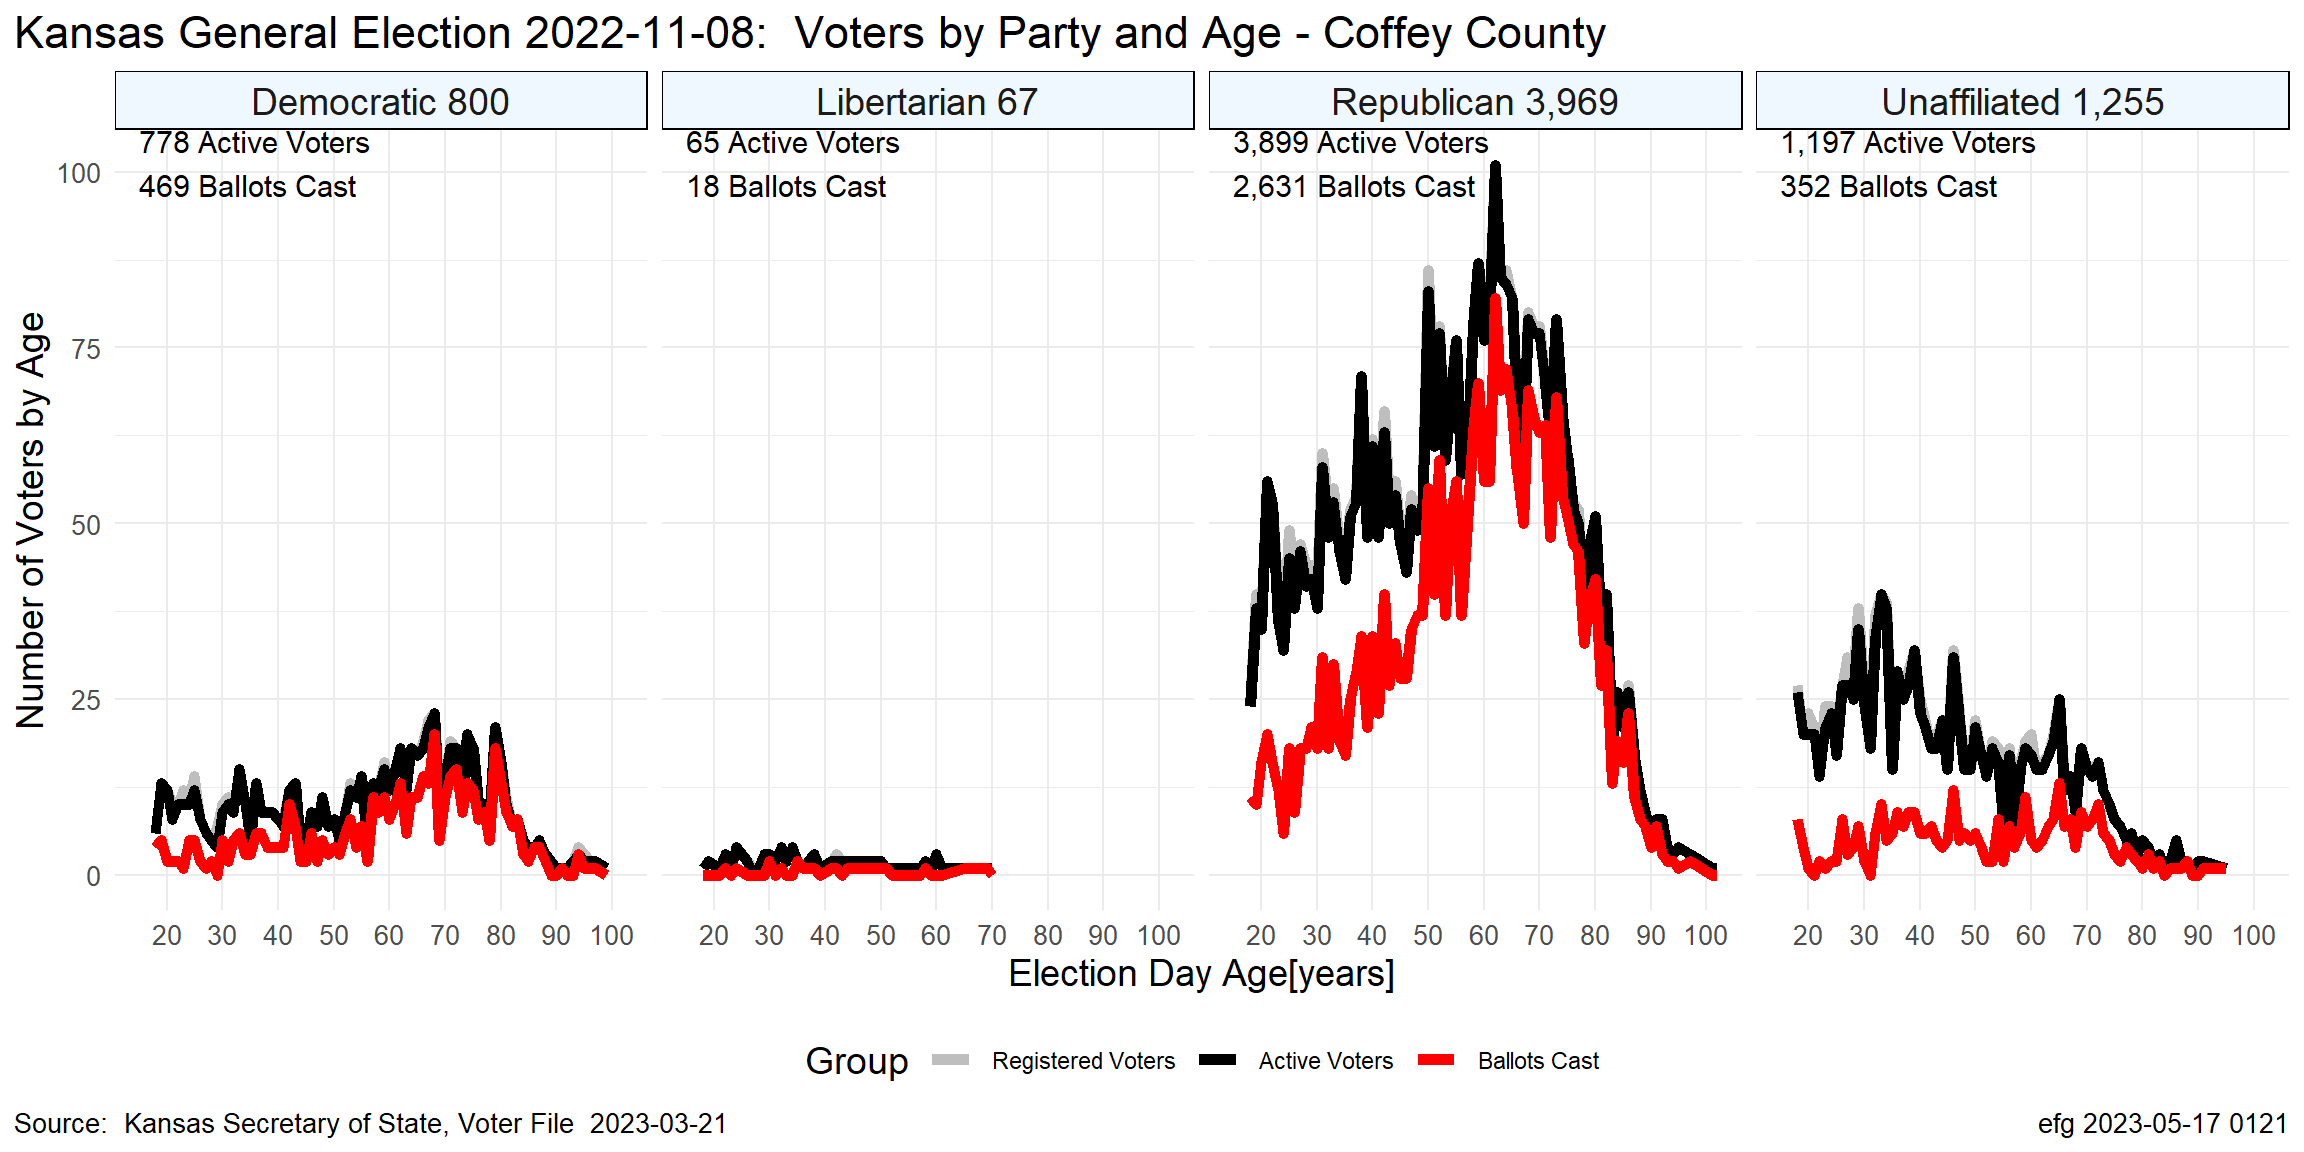 Kansas General Election 2022-11-08:  Voters by Party and Age - Coffey County
Democratic 800
Libertarian 67
Republican 3,969
Unaffiliated 1,255
778 Active Voters
469 Ballots Cast
65 Active Voters
18 Ballots Cast
3,899 Active Voters
2,631 Ballots Cast
1,197 Active Voters
352 Ballots Cast
Number of Voters by Age
100
75
50
25
0
20 30 40 50 60 70 80 90 100
20 30 40 50 60 70 80 90 100
20 30 40 50 60 70 80 90 100
20 30 40 50 60 70 80 90 100
Election Day Age[years]
Group Registered Voters Active Voters Ballots Cast
Source:  Kansas Secretary of State, Voter File  2023-03-21
efg 2023-05-17 0121